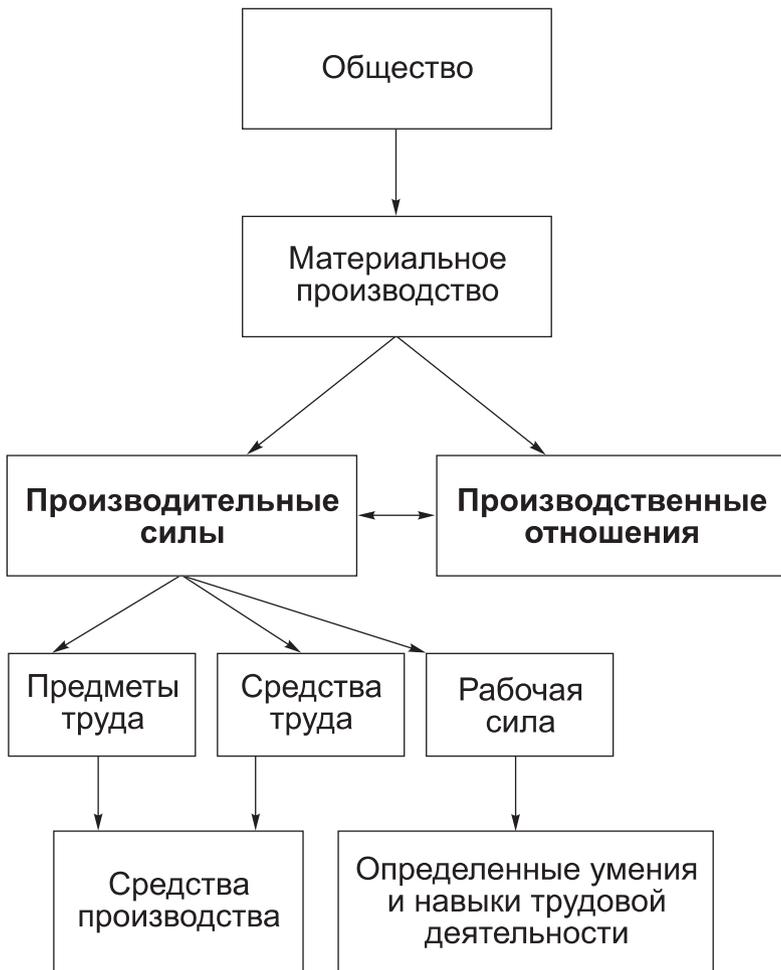 Общество
Материальное
производство
Производительные
силы
Производственные
отношения
Предметы
труда
Средства
труда
Рабочая
сила
Средства
производства
Определенные умения
и навыки трудовой
деятельности